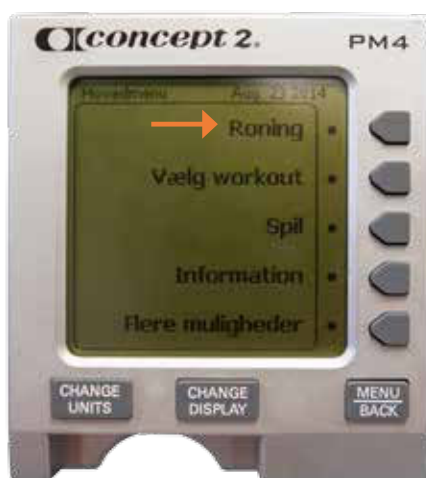 concept 2. PM4
Hovedmenu Aug. 23 2014
Roning
Vælg workout
Spil
Information
Flere muligheder
CHANGE UNITS CHANGE DISPLAY MENU BACK